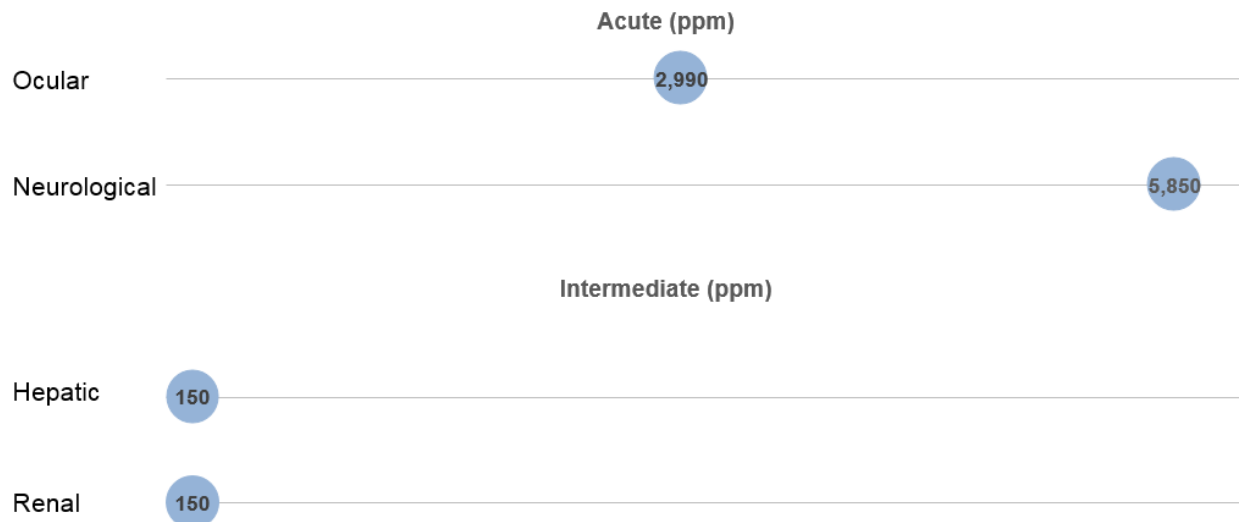 Acute (ppm)
Ocular 2,990
Neurological 5,850
Intermediate (ppm)
Hepatic 150
Renal 150